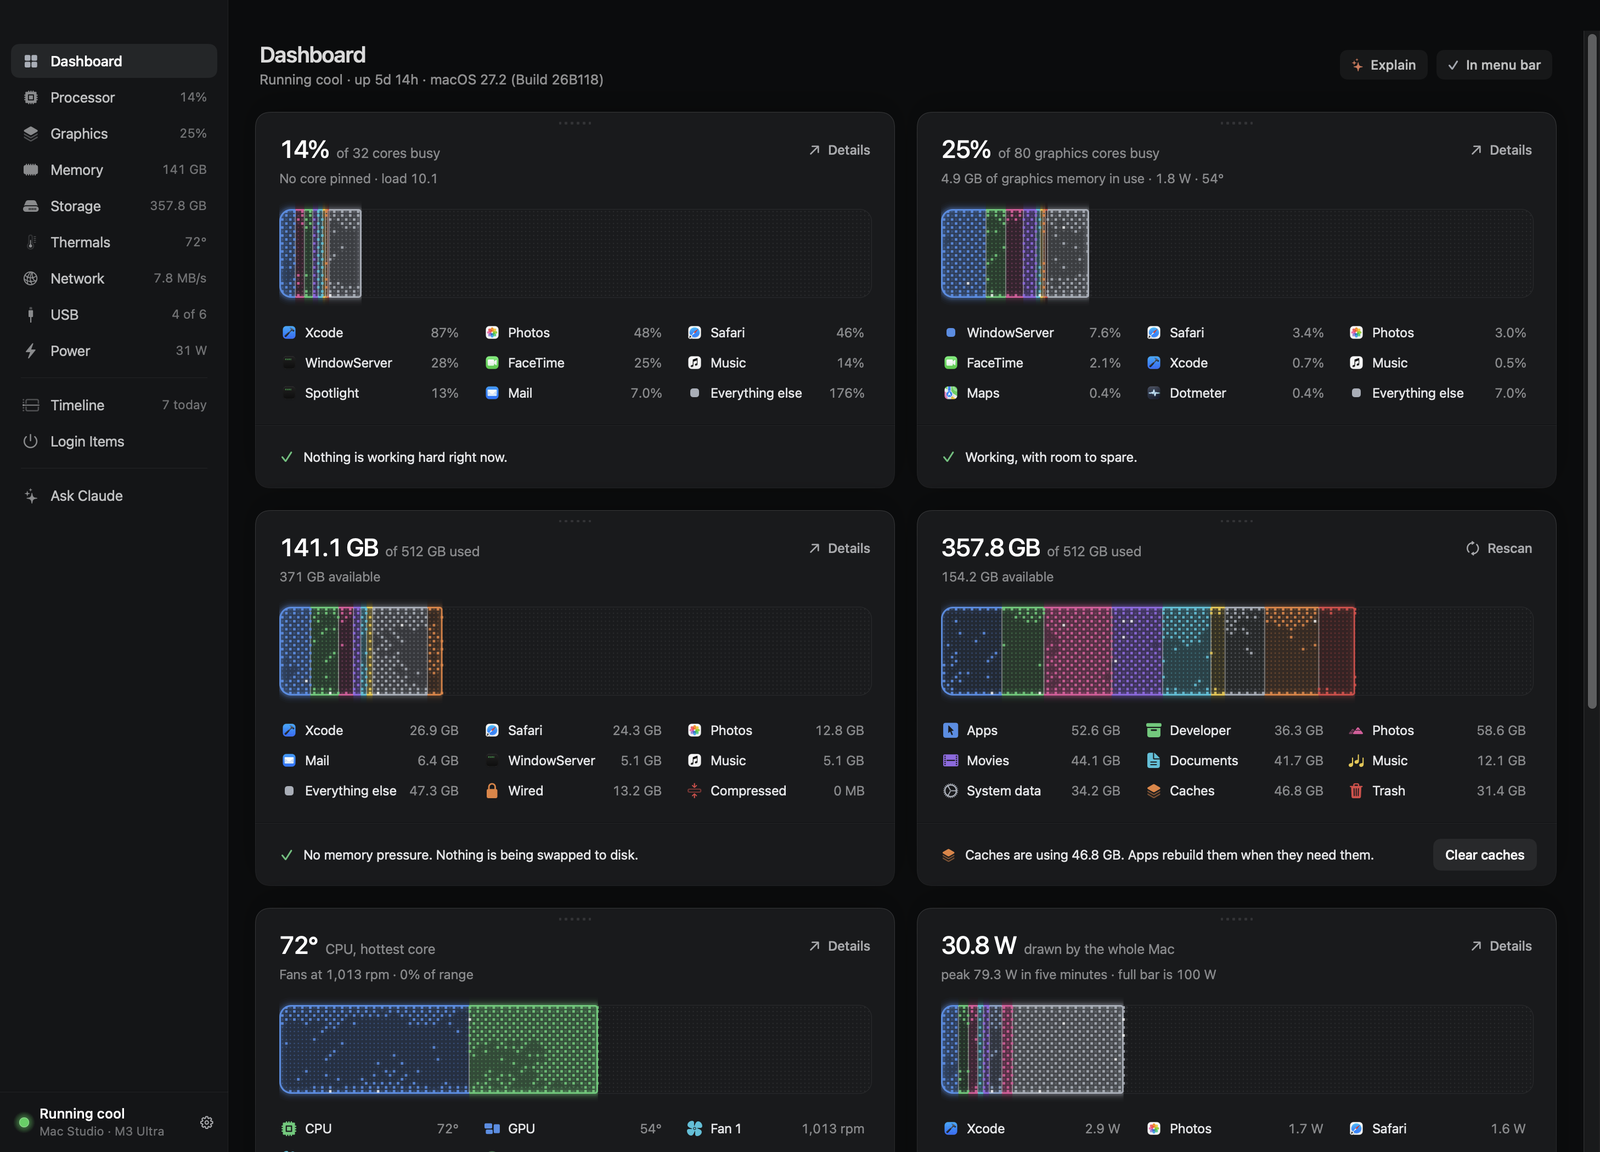 Dashboard
Processor 14%
Graphics 25%
Memory 141 GB
Storage 357.8 GB
Thermals 72°
Network 7.8 MB/s
USB 4 of 6
Power 31 W
Timeline 7 today
Login Items
Ask Claude
Running cool
Mac Studio · M3 Ultra
Dashboard
Running cool · up 5d 14h · macOS 27.2 (Build 26B118)
Explain
In menu bar
14% of 32 cores busy
Details
No core pinned · load 10.1
Xcode 87% Photos 48% Safari 46%
WindowServer 28% FaceTime 25% Music 14%
Spotlight 13% Mail 7.0% Everything else 176%
Nothing is working hard right now.
25% of 80 graphics cores busy
Details
4.9 GB of graphics memory in use · 1.8 W · 54°
WindowServer 7.6% Safari 3.4% Photos 3.0%
FaceTime 2.1% Xcode 0.7% Music 0.5%
Maps 0.4% Dotmeter 0.4% Everything else 7.0%
Working, with room to spare.
141.1 GB of 512 GB used
Details
371 GB available
Xcode 26.9 GB Safari 24.3 GB Photos 12.8 GB
Mail 6.4 GB WindowServer 5.1 GB Music 5.1 GB
Everything else 47.3 GB Wired 13.2 GB Compressed 0 MB
No memory pressure. Nothing is being swapped to disk.
357.8 GB of 512 GB used
Rescan
154.2 GB available
Apps 52.6 GB Developer 36.3 GB Photos 58.6 GB
Movies 44.1 GB Documents 41.7 GB Music 12.1 GB
System data 34.2 GB Caches 46.8 GB Trash 31.4 GB
Caches are using 46.8 GB. Apps rebuild them when they need them.
Clear caches
72° CPU, hottest core
Details
Fans at 1,013 rpm · 0% of range
CPU 72° GPU 54° Fan 1 1,013 rpm
30.8 W drawn by the whole Mac
Details
peak 79.3 W in five minutes · full bar is 100 W
Xcode 2.9 W Photos 1.7 W Safari 1.6 W